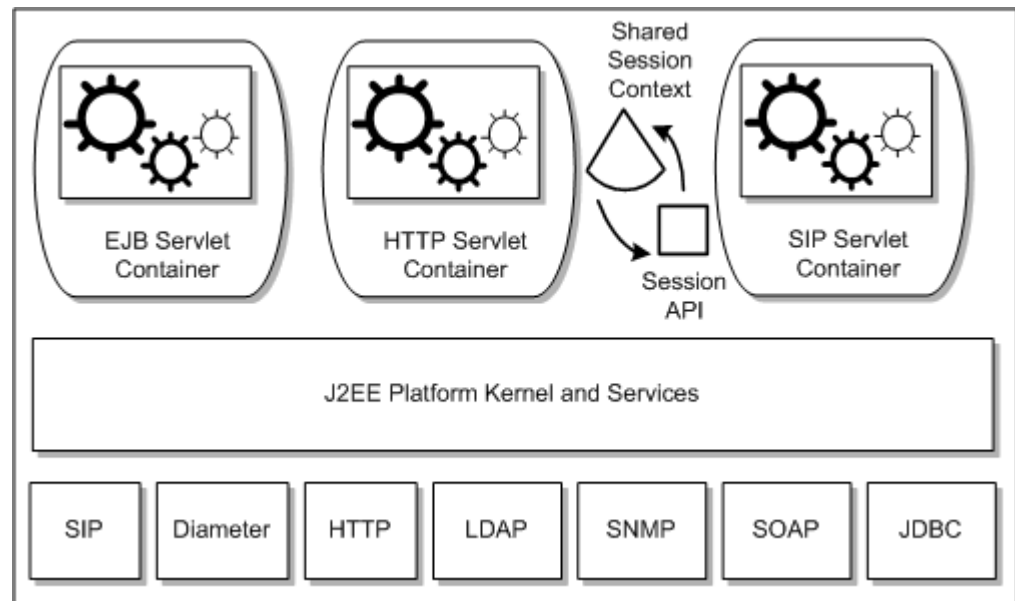 Shared
Session
Context
EJB Servlet
Container
HTTP Servlet
Container
SIP Servlet
Container
Session
API
J2EE Platform Kernel and Services
SIP
Diameter
HTTP
LDAP
SNMP
SOAP
JDBC